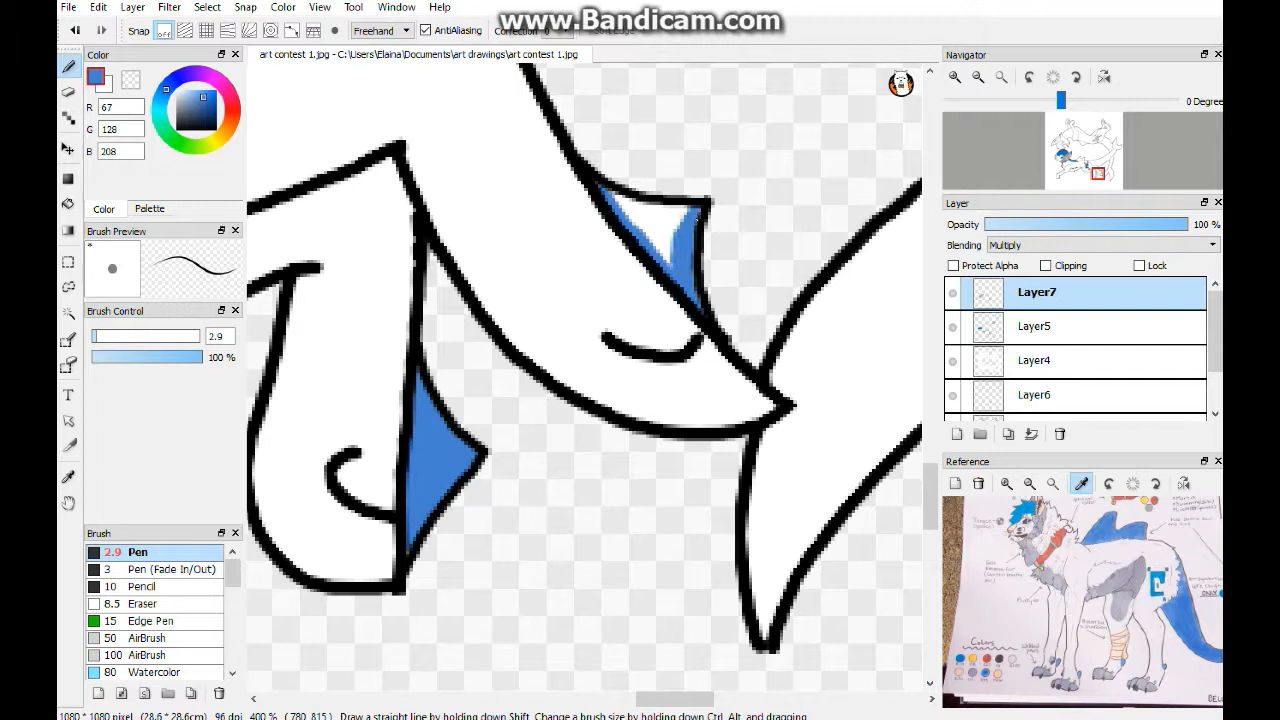 www.Bandicam.com
File Edit Layer Filter Select Snap Color View Tool Window Help
Snap off Freehand AntiAliasing Correction 0
art contest 1.jpg - C:\Users\Elaina\Documents\art drawings\art contest 1.jpg
Color
R 67
G 128
B 208
Color Palette
Brush Preview
*
Brush Control
2.9
100 %
Brush
2.9 Pen
3 Pen (Fade In/Out)
10 Pencil
8.5 Eraser
15 Edge Pen
50 AirBrush
100 AirBrush
80 Watercolor
Navigator
0 Degree
Layer
Opacity 100 %
Blending Multiply
Protect Alpha Clipping Lock
Layer7
Layer5
Layer4
Layer6
Reference
Colors
1080 * 1080 pixel (28.6 * 28.6cm) 96 dpi 400 % ( 780, 815) Draw a straight line by holding down Shift, Change a brush size by holding down Ctrl, Alt, and dragging